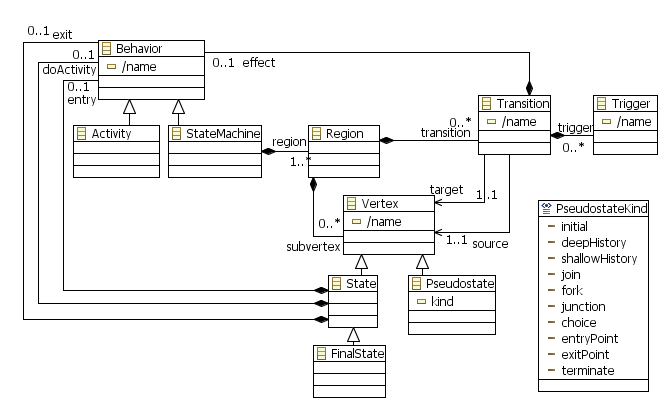 0..1 exit
Behavior
/name
0..1
doActivity
0..1
entry
0..1 effect
Activity
StateMachine
region
1..*
Region
0..*
transition
Transition
/name
trigger
0..*
Trigger
/name
target
1..1
Vertex
/name
0..*
subvertex
1..1 source
State
Pseudostate
kind
FinalState
PseudostateKind
initial
deepHistory
shallowHistory
join
fork
junction
choice
entryPoint
exitPoint
terminate